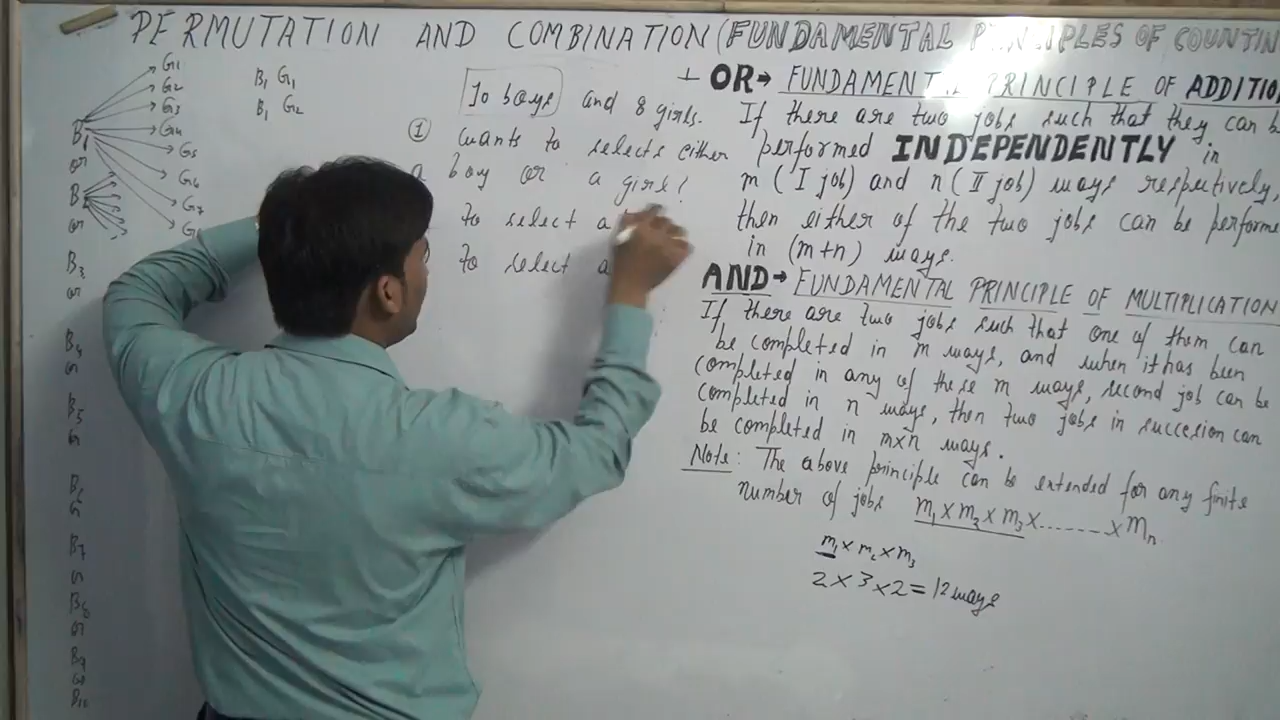 PERMUTATION AND COMBINATION (FUNDAMENTAL PRINCIPLES OF COUNTIN
G1
G2
G3
G4
G5
G6
G7
B1
or
B2
or
B3
or
B4
or
B5
or
B6
or
B7
or
B8
or
B9
or
B10
B1 G1
B1 G2
10 boys and 8 girls.
① wants to selects either
a boy or a girl?
to select a
to select a
OR→ FUNDAMENTAL PRINCIPLE OF ADDITIO
If there are two jobs such that they can be
performed INDEPENDENTLY in
m (I job) and n (II job) ways respectively,
then either of the two jobs can be performe
in (m+n) ways.
AND→ FUNDAMENTAL PRINCIPLE OF MULTIPLICATION
If there are two jobs such that one of them can
be completed in m ways, and when it has been
completed in any of these m ways, second job can be
completed in n ways, then two jobs in succesion can
be completed in m×n ways.
Note: The above principle can be extended for any finite
number of jobs m1 × m2 × m3 ×........× mn
m1 × m2 × m3
2 × 3 × 2 = 12 ways